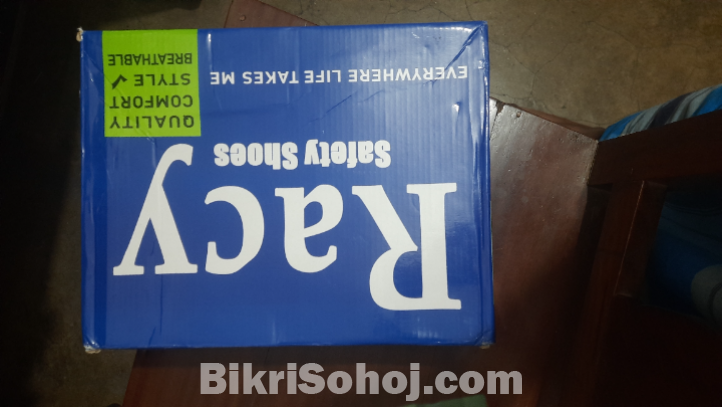 Racy
Safety Shoes
EVERYWHERE LIFE TAKES ME
QUALITY
COMFORT
STYLE ✓
BREATHABLE
BikriSohoj.com